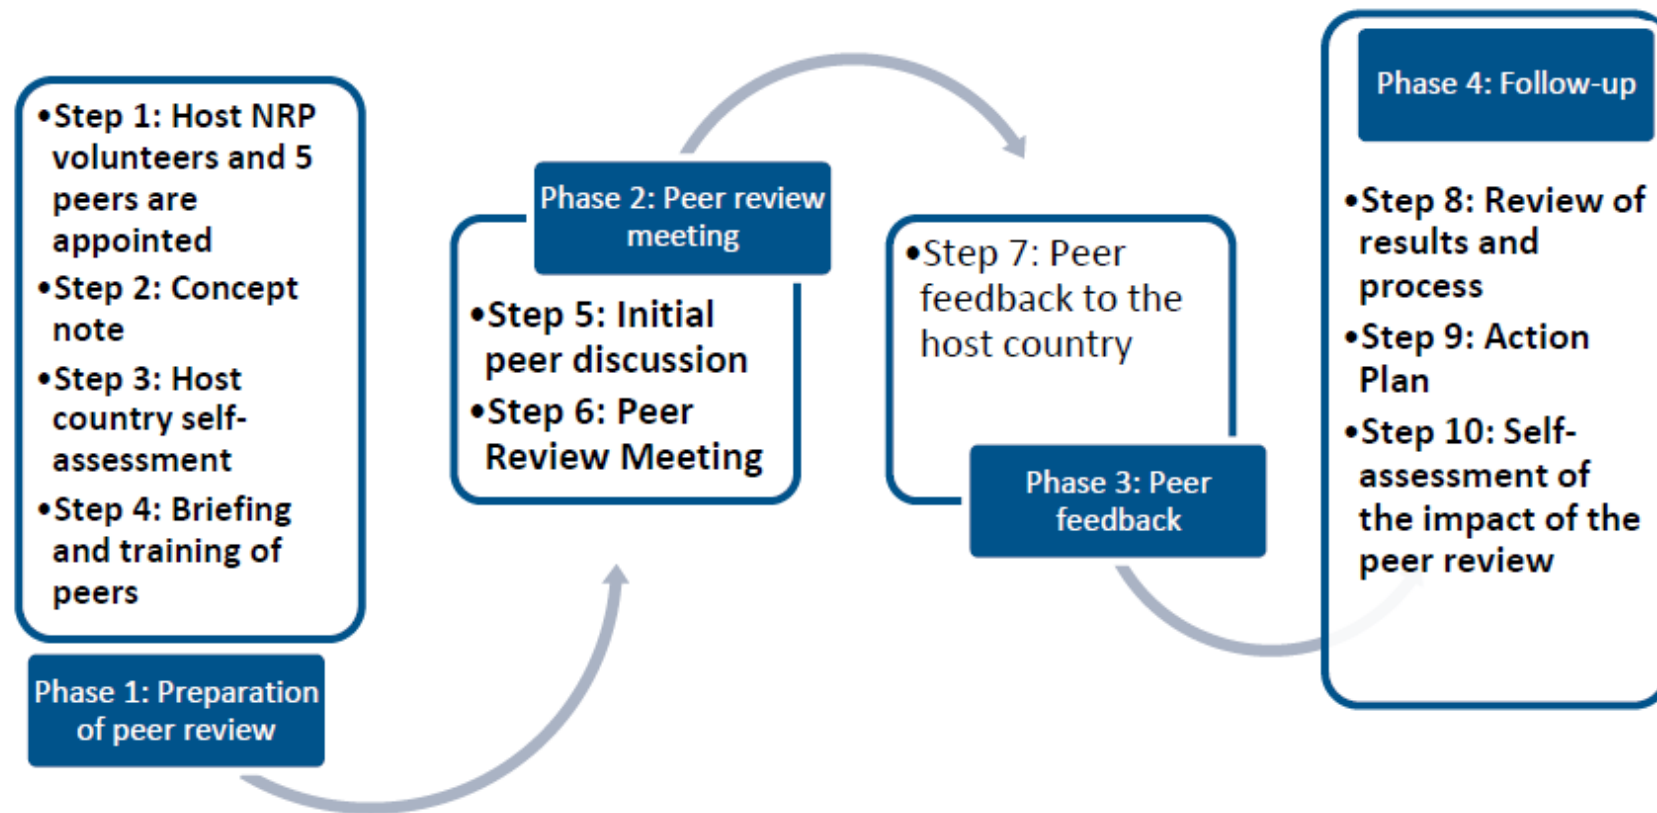 •Step 1: Host NRP
volunteers and 5
peers are
appointed
•Step 2: Concept
note
•Step 3: Host
country self-
assessment
•Step 4: Briefing
and training of
peers
Phase 1: Preparation
of peer review
Phase 2: Peer review
meeting
•Step 5: Initial
peer discussion
•Step 6: Peer
Review Meeting
•Step 7: Peer
feedback to the
host country
Phase 3: Peer
feedback
Phase 4: Follow-up
•Step 8: Review of
results and
process
•Step 9: Action
Plan
•Step 10: Self-
assessment of
the impact of the
peer review